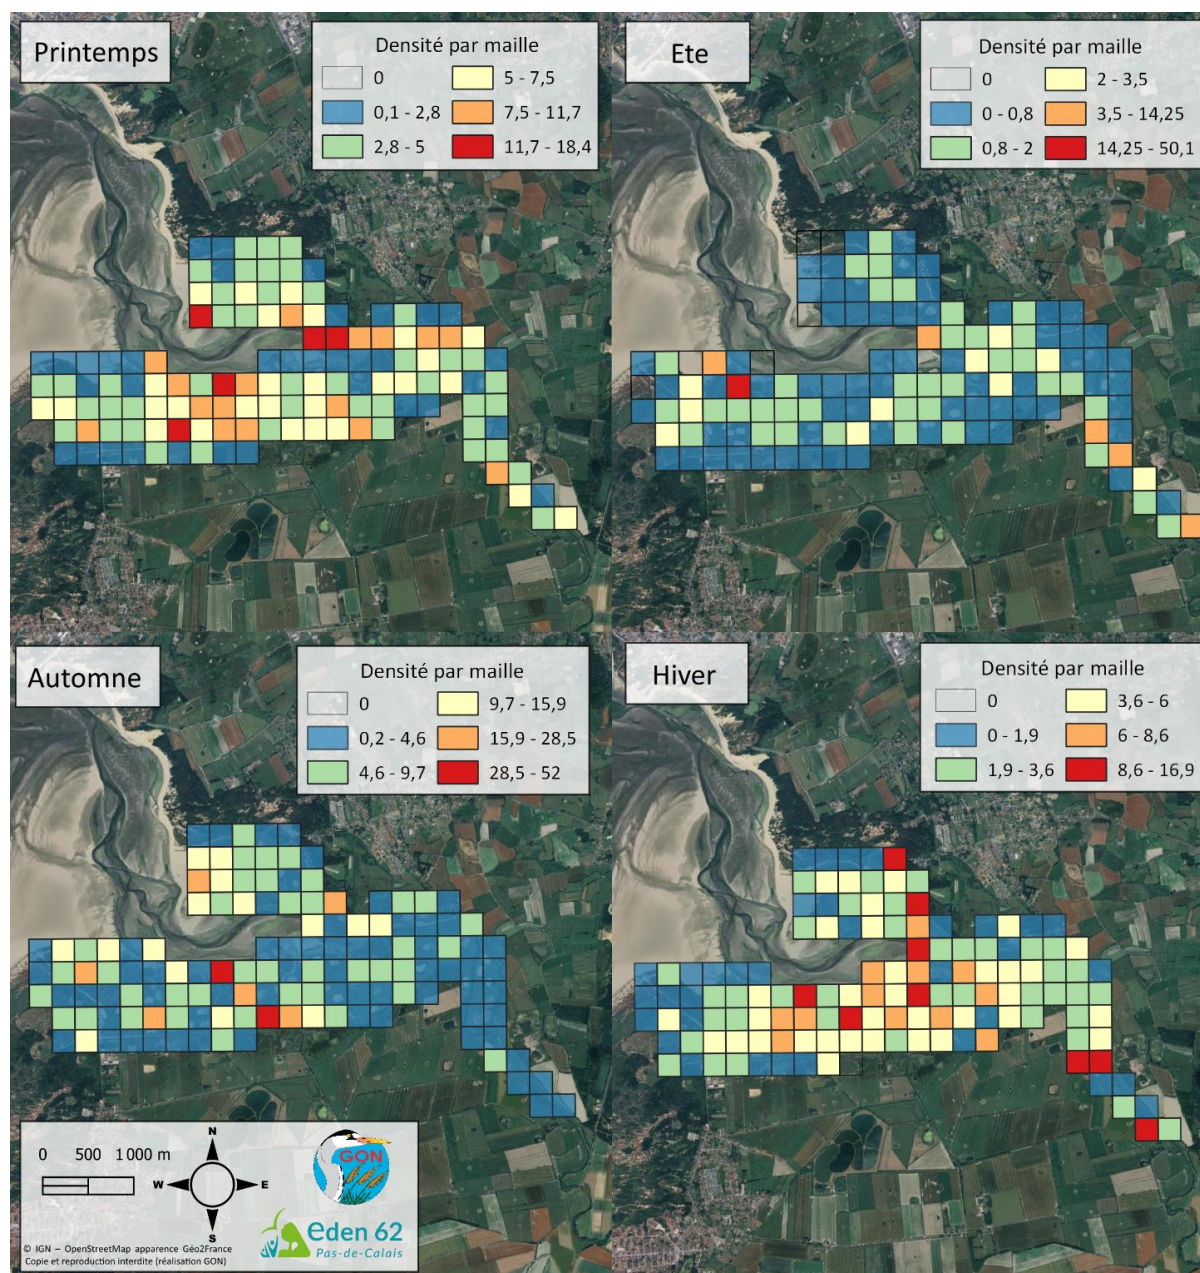 Printemps
Densité par maille
0
5 - 7,5
0,1 - 2,8
7,5 - 11,7
2,8 - 5
11,7 - 18,4
Ete
Densité par maille
0
2 - 3,5
0 - 0,8
3,5 - 14,25
0,8 - 2
14,25 - 50,1
Automne
Densité par maille
0
9,7 - 15,9
0,2 - 4,6
15,9 - 28,5
4,6 - 9,7
28,5 - 52
Hiver
Densité par maille
0
3,6 - 6
0 - 1,9
6 - 8,6
1,9 - 3,6
8,6 - 16,9
0 500 1 000 m
N
W E
S
GON
eden 62
Pas-de-Calais
© IGN – OpenStreetMap apparence Géo2France
Copie et reproduction interdite (réalisation GON)